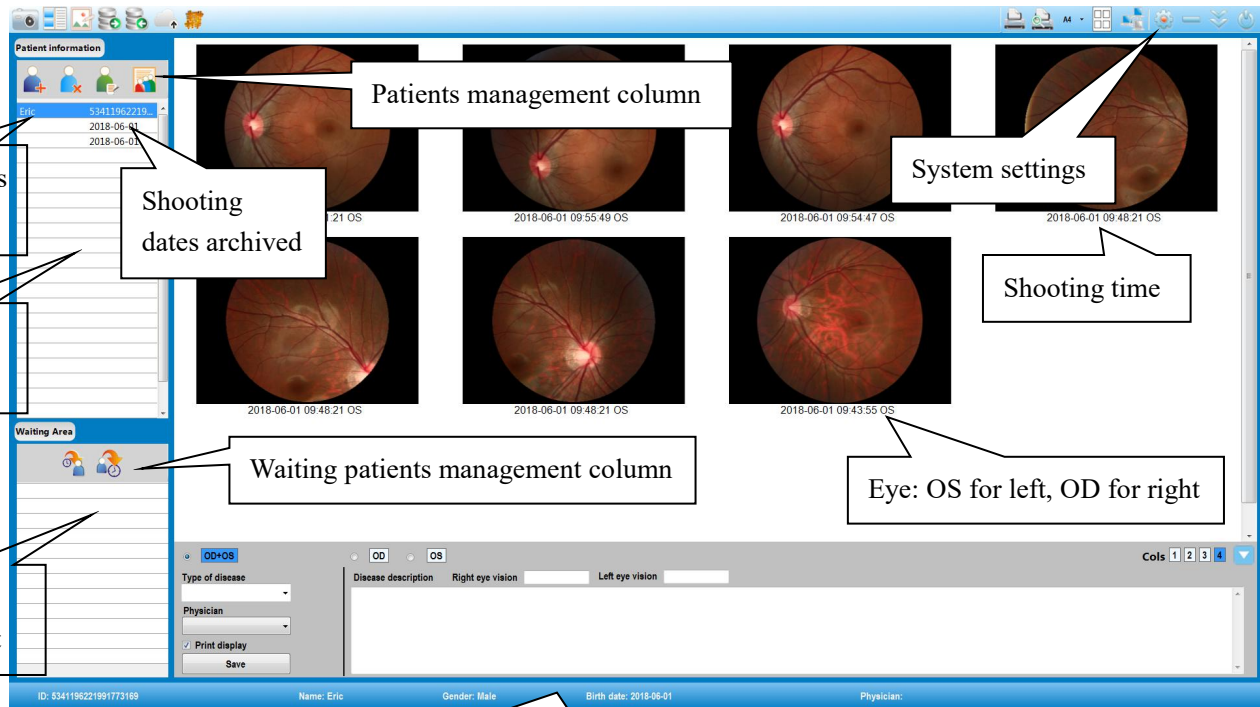 A4
Patient information
Patients management column
Eric 53411962219...
2018-06-01
2018-06-01
s
System settings
Shooting
dates archived
:21 OS
2018-06-01 09:55:49 OS
2018-06-01 09:54:47 OS
2018-06-01 09:48:21 OS
Shooting time
2018-06-01 09:48:21 OS
2018-06-01 09:48:21 OS
2018-06-01 09:43:55 OS
Waiting Area
Waiting patients management column
Eye: OS for left, OD for right
OD+OS
OD
OS
Cols 1 2 3 4
Type of disease
Disease description Right eye vision Left eye vision
Physician
Print display
Save
ID: 5341196221991773169 Name: Eric Gender: Male Birth date: 2018-06-01 Physician: